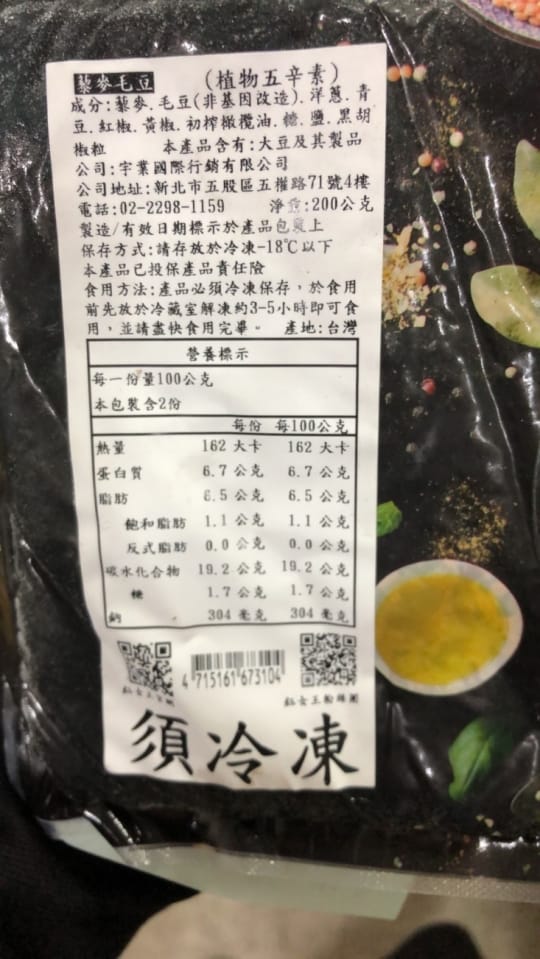 藜麥毛豆 (植物五辛素)
成分:藜麥.毛豆(非基因改造).洋蔥.青
豆.紅椒.黃椒.初榨橄欖油.糖.鹽.黑胡
椒粒 本產品含有:大豆及其製品
公司:宇業國際行銷有限公司
公司地址:新北市五股區五權路71號4樓
電話:02-2298-1159 淨重:200公克
製造/有效日期標示於產品包裝上
保存方式:請存放於冷凍-18℃以下
本產品已投保產品責任險
食用方法:產品必須冷凍保存,於食用
前先放於冷藏室解凍約3-5小時即可食
用,並請盡快食用完畢。 產地:台灣
營養標示
每一份量100公克
本包裝含2份
每份 每100公克
熱量 162 大卡 162 大卡
蛋白質 6.7 公克 6.7 公克
脂肪 6.5 公克 6.5 公克
飽和脂肪 1.1 公克 1.1 公克
反式脂肪 0.0 公克 0.0 公克
碳水化合物 19.2 公克 19.2 公克
糖 1.7 公克 1.7 公克
鈉 304 毫克 304 毫克
4 715161 673104
須冷凍